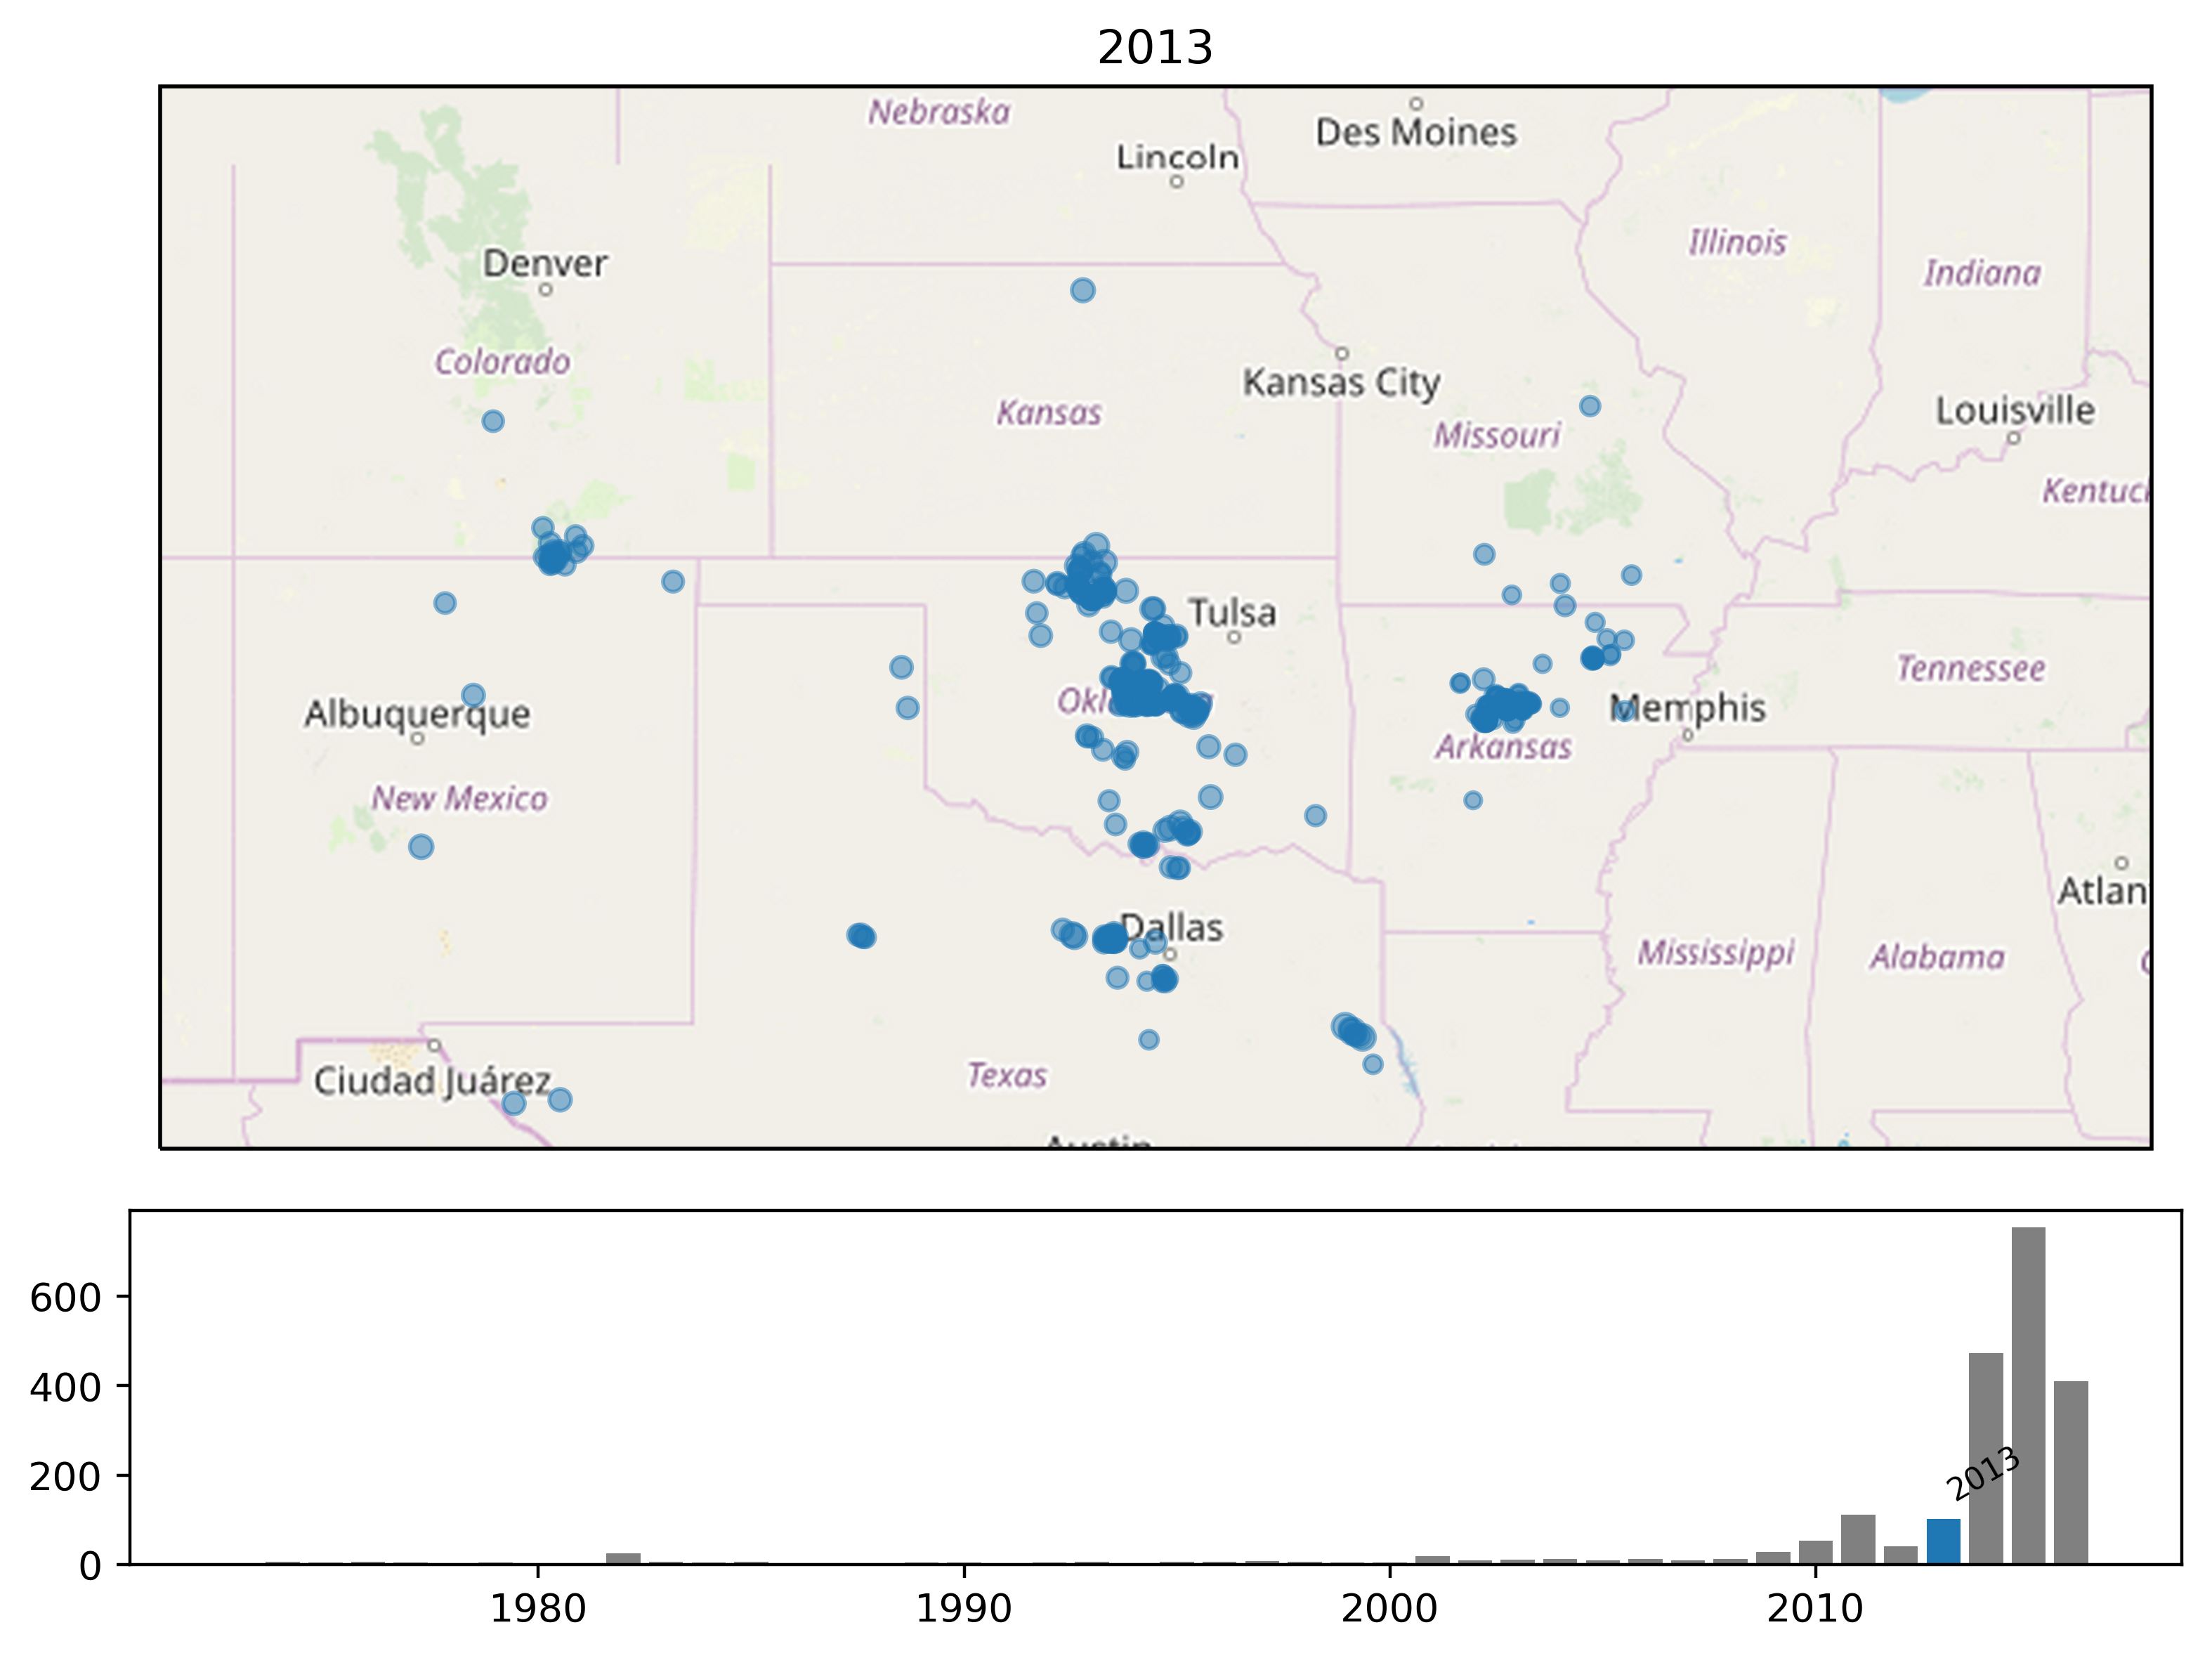 2013
Nebraska
Des Moines
Lincoln
Illinois
Denver
Indiana
Colorado
Kansas City
Kansas
Louisville
Missouri
Kentuc
Tulsa
Tennessee
Okl
Albuquerque
Memphis
Arkansas
New Mexico
Atlan
Dallas
Mississippi
Alabama
Texas
Ciudad Juárez
Austin
600
400
200
0
2013
1980
1990
2000
2010